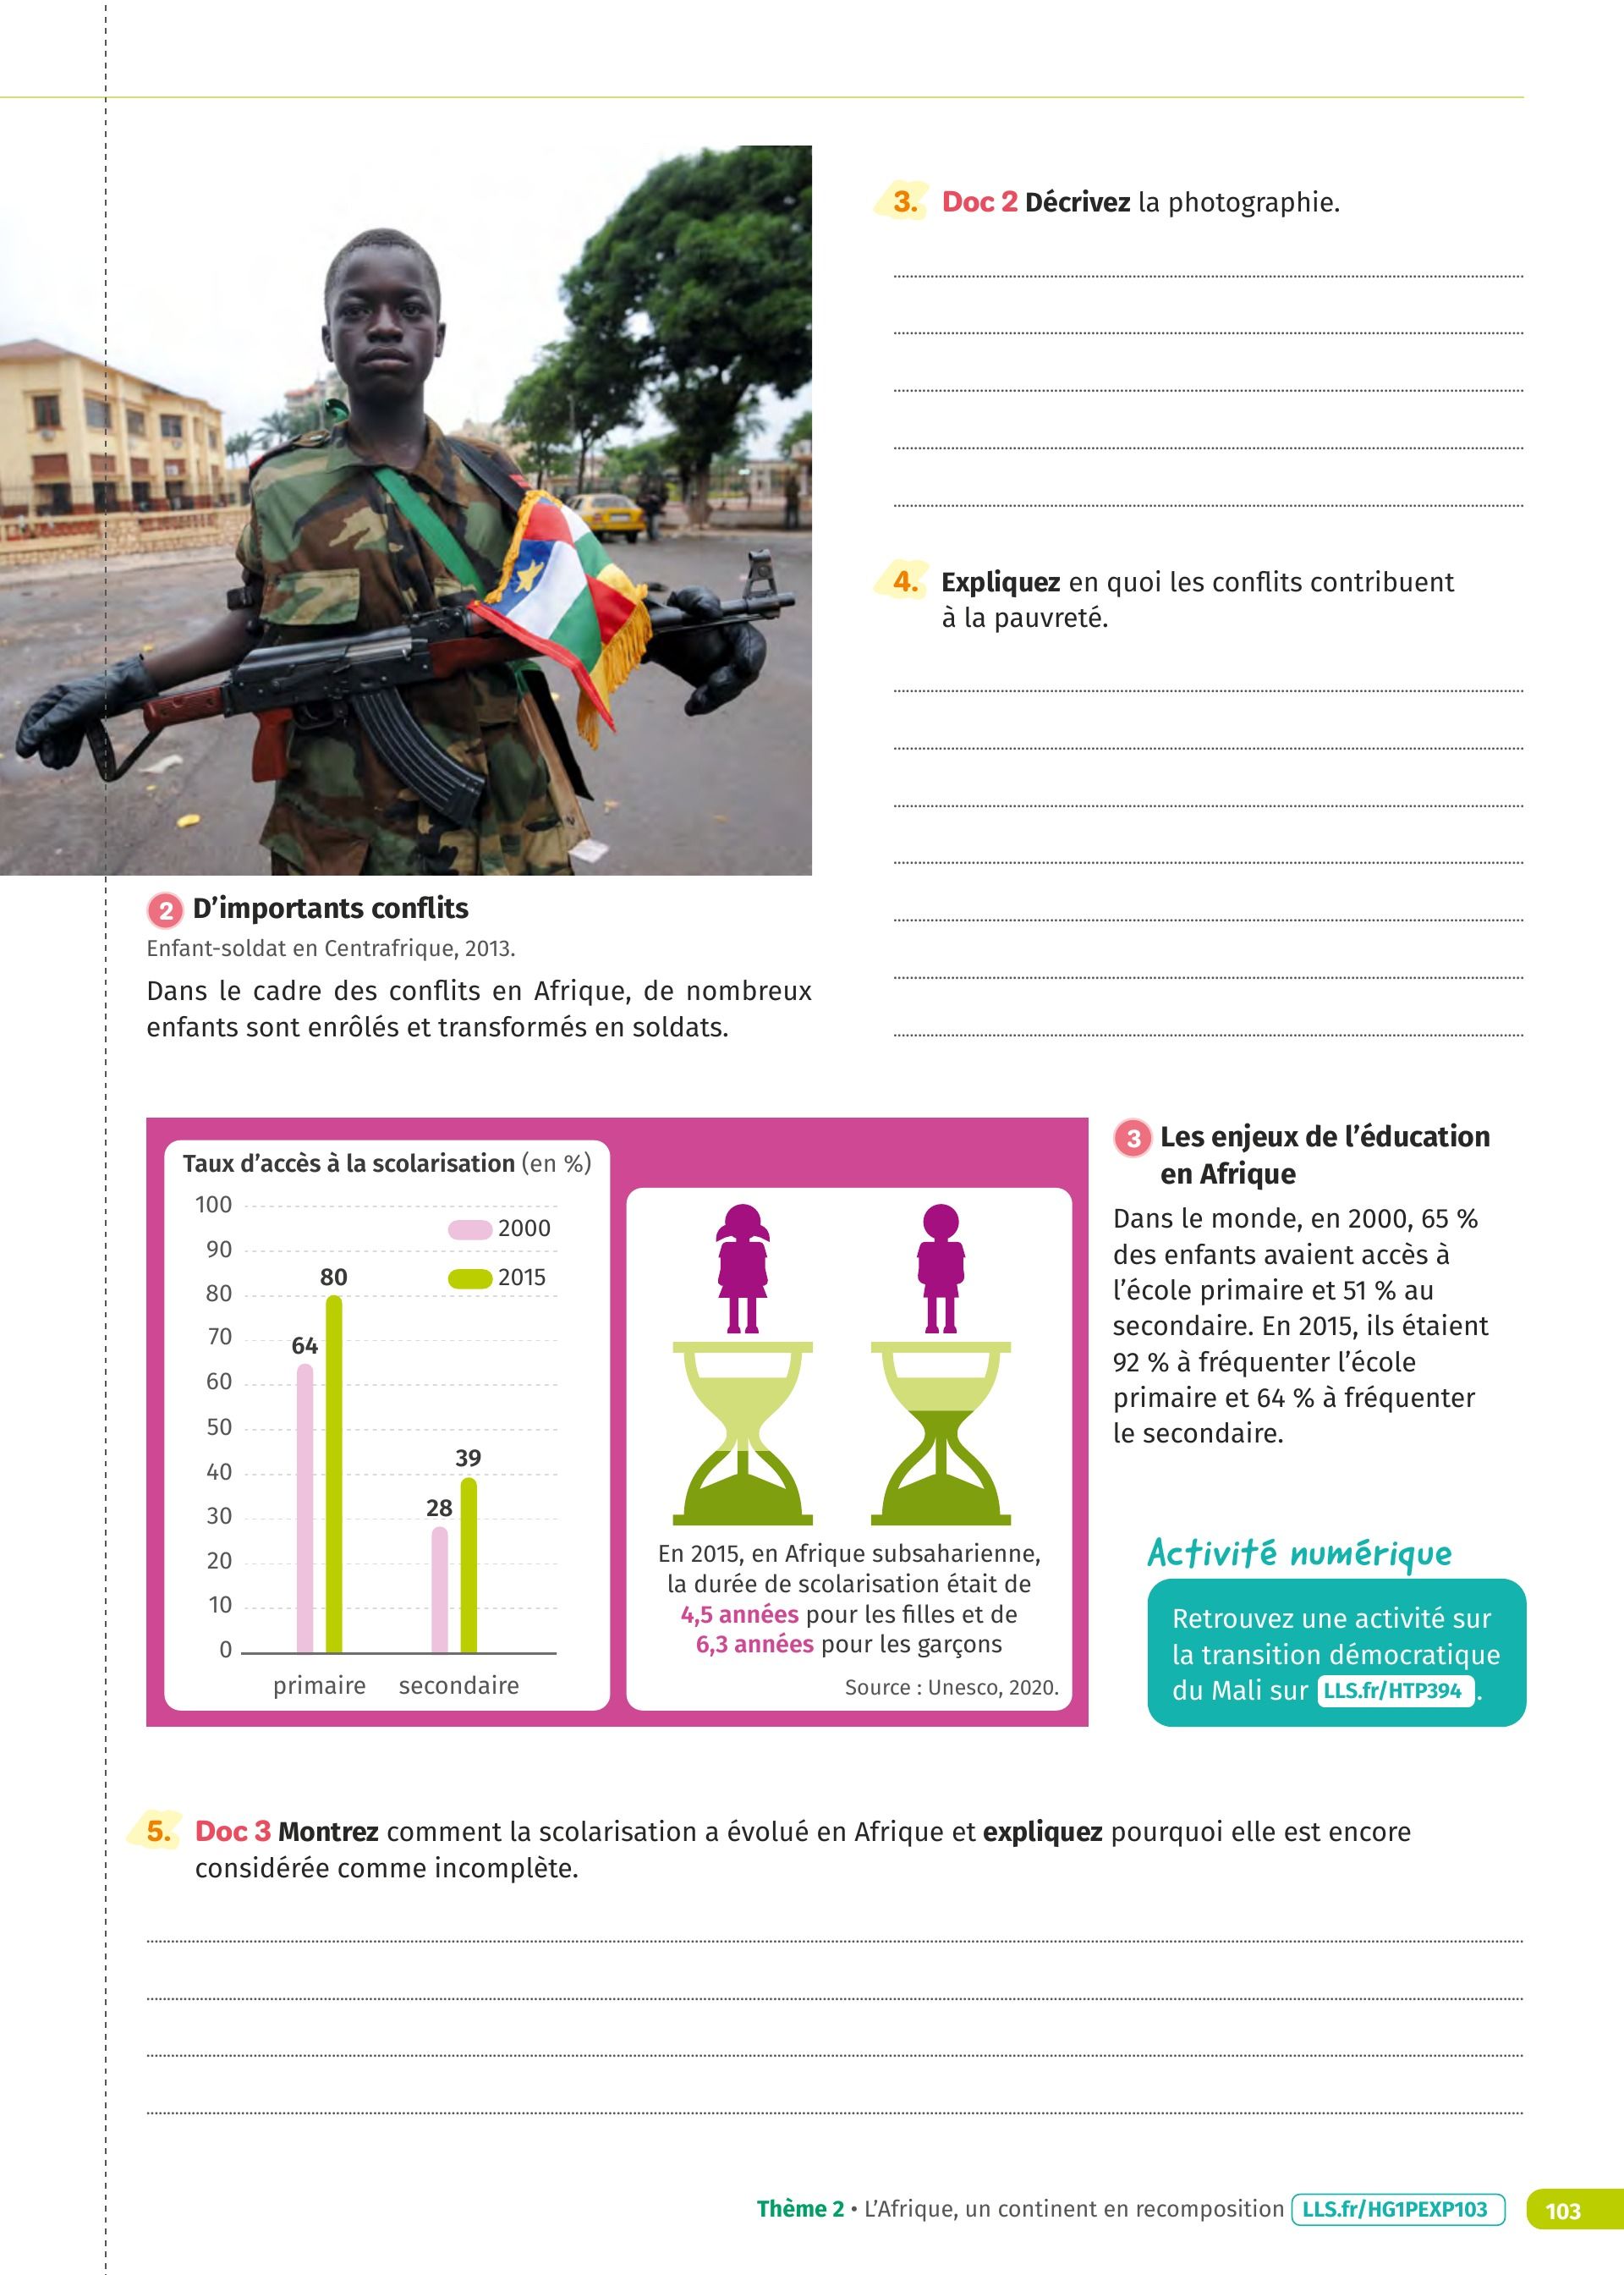 3. Doc 2 Décrivez la photographie.
4. Expliquez en quoi les conflits contribuent
à la pauvreté.
2 D’importants conflits
Enfant-soldat en Centrafrique, 2013.
Dans le cadre des conflits en Afrique, de nombreux
enfants sont enrôlés et transformés en soldats.
Taux d’accès à la scolarisation (en %)
100
90
80
70
60
50
40
30
20
10
0
2000
2015
64
80
28
39
primaire
secondaire
En 2015, en Afrique subsaharienne,
la durée de scolarisation était de
4,5 années pour les filles et de
6,3 années pour les garçons
Source : Unesco, 2020.
3 Les enjeux de l’éducation
en Afrique
Dans le monde, en 2000, 65 %
des enfants avaient accès à
l’école primaire et 51 % au
secondaire. En 2015, ils étaient
92 % à fréquenter l’école
primaire et 64 % à fréquenter
le secondaire.
Activité numérique
Retrouvez une activité sur
la transition démocratique
du Mali sur LLS.fr/HTP394 .
5. Doc 3 Montrez comment la scolarisation a évolué en Afrique et expliquez pourquoi elle est encore
considérée comme incomplète.
Thème 2 • L’Afrique, un continent en recomposition LLS.fr/HG1PEXP103 103